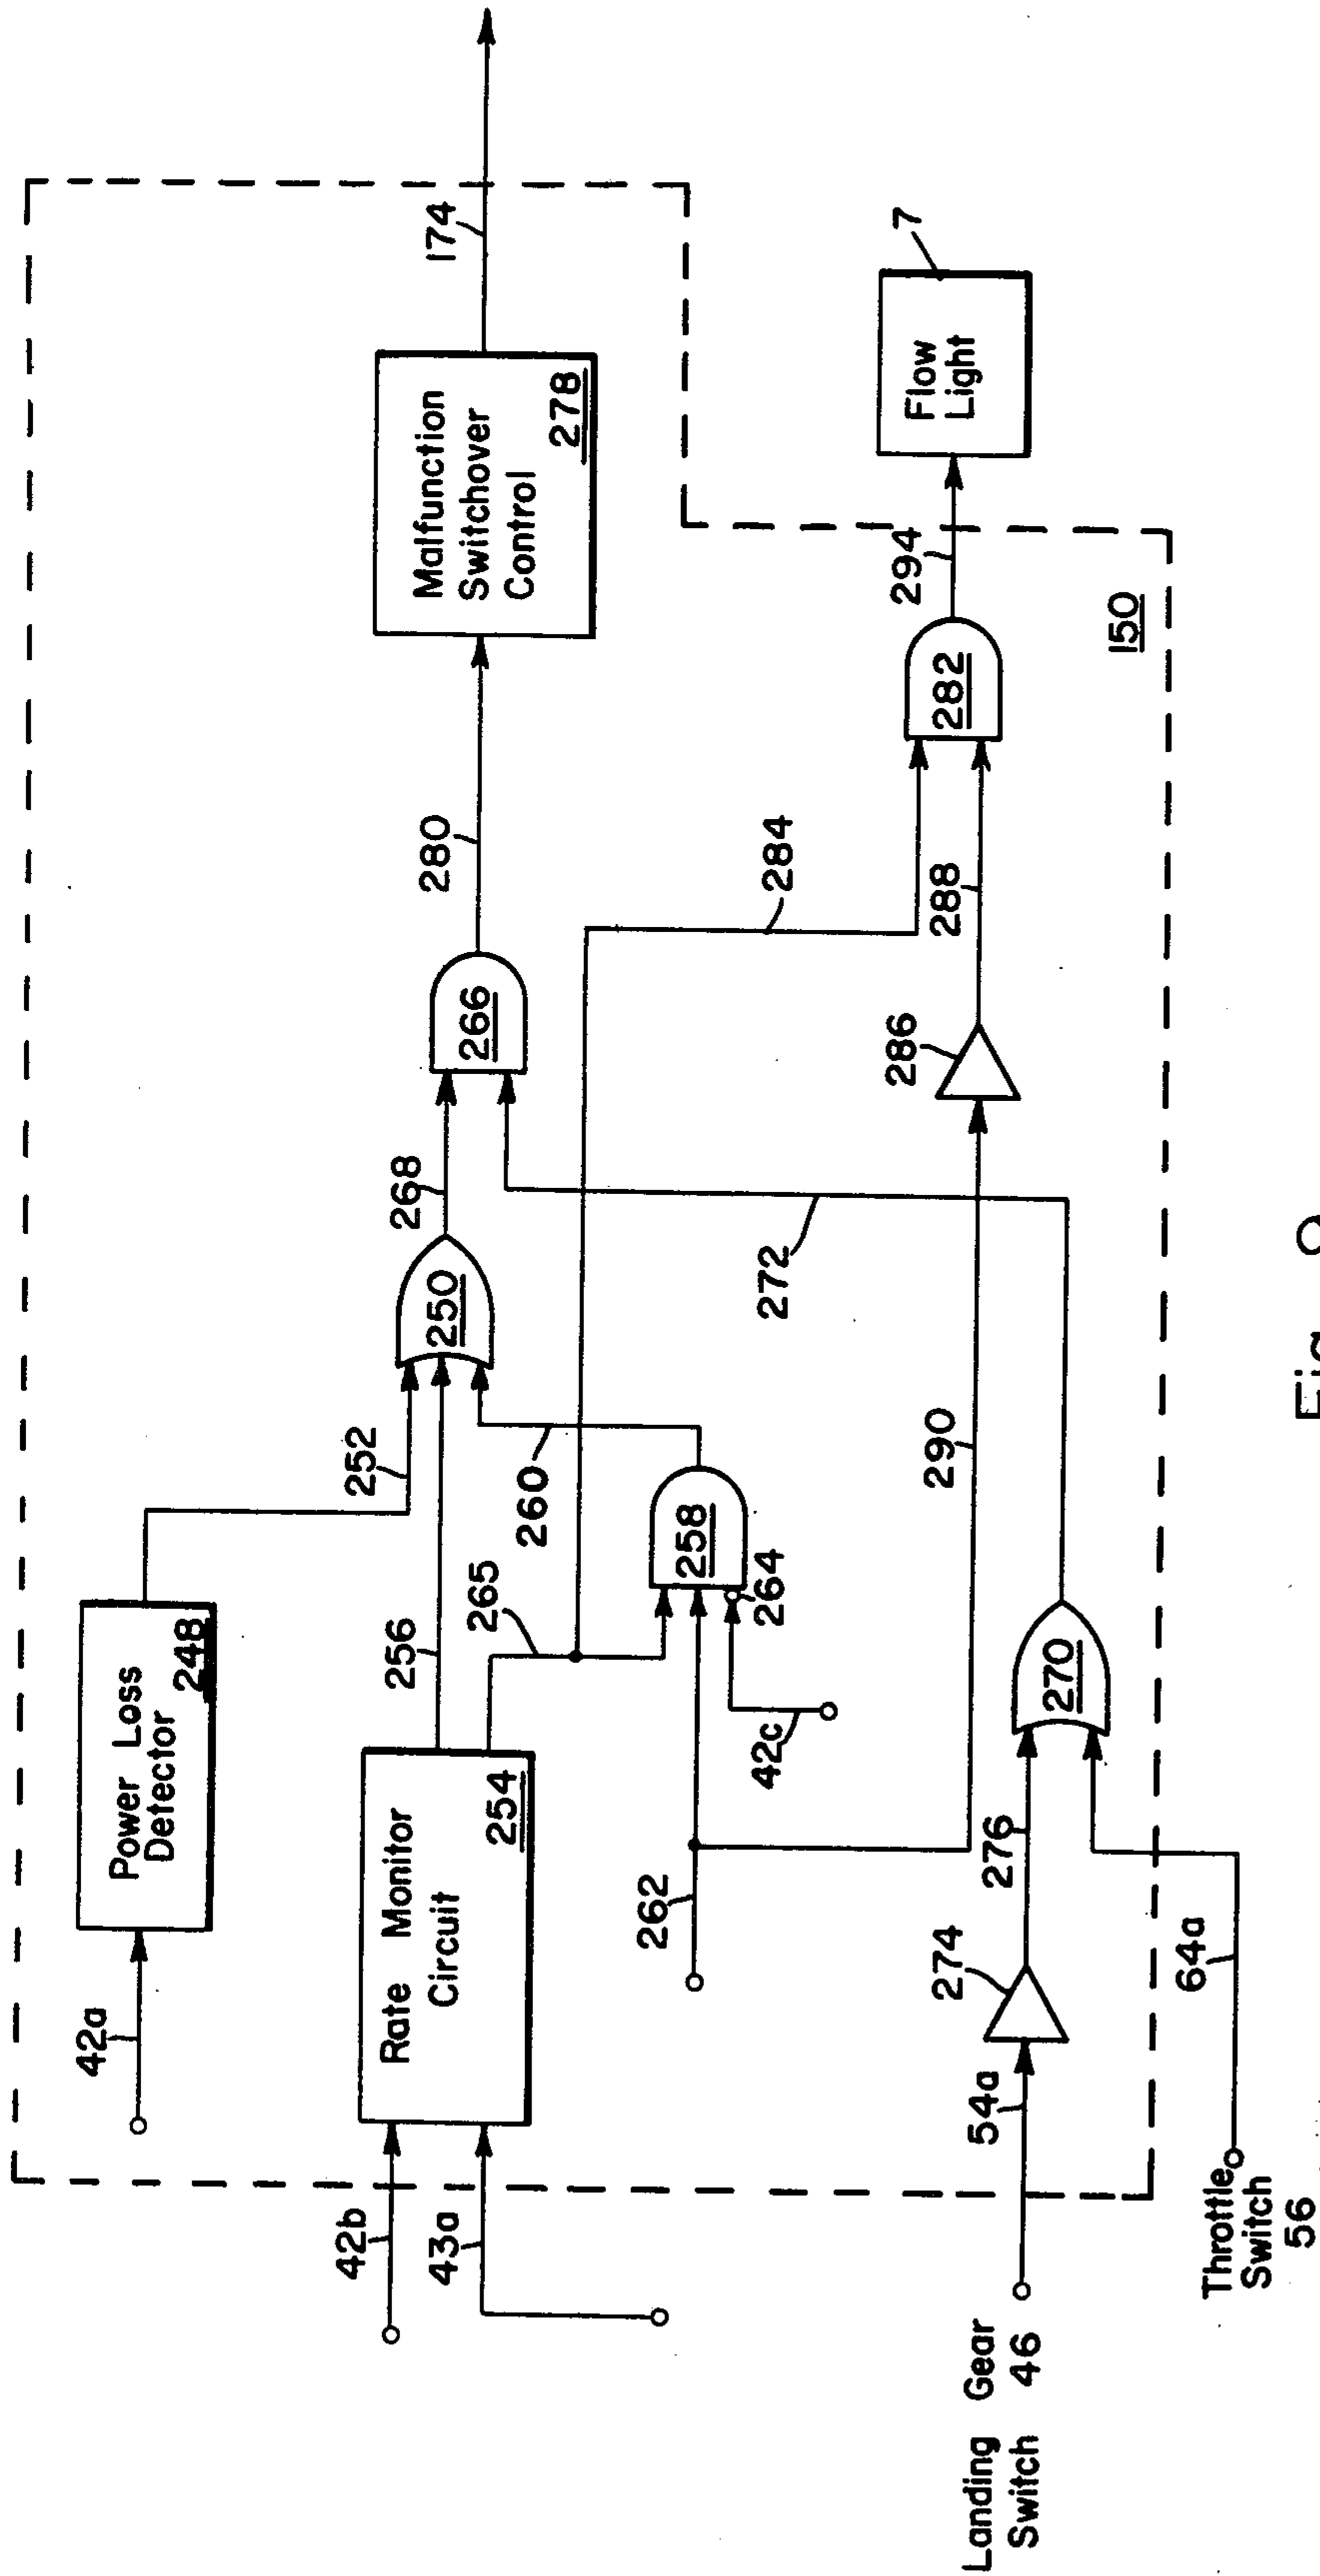 42a
Power Loss
Detector
248
252
42b
43a
Rate Monitor
Circuit
254
256
265
260
250
268
266
280
Malfunction
Switchover
Control
278
174
262
258
264
42c
290
272
284
286
288
282
294
Flow
Light
7
150
Landing Gear
Switch 46
54a
274
276
270
64a
Throttle
Switch
56